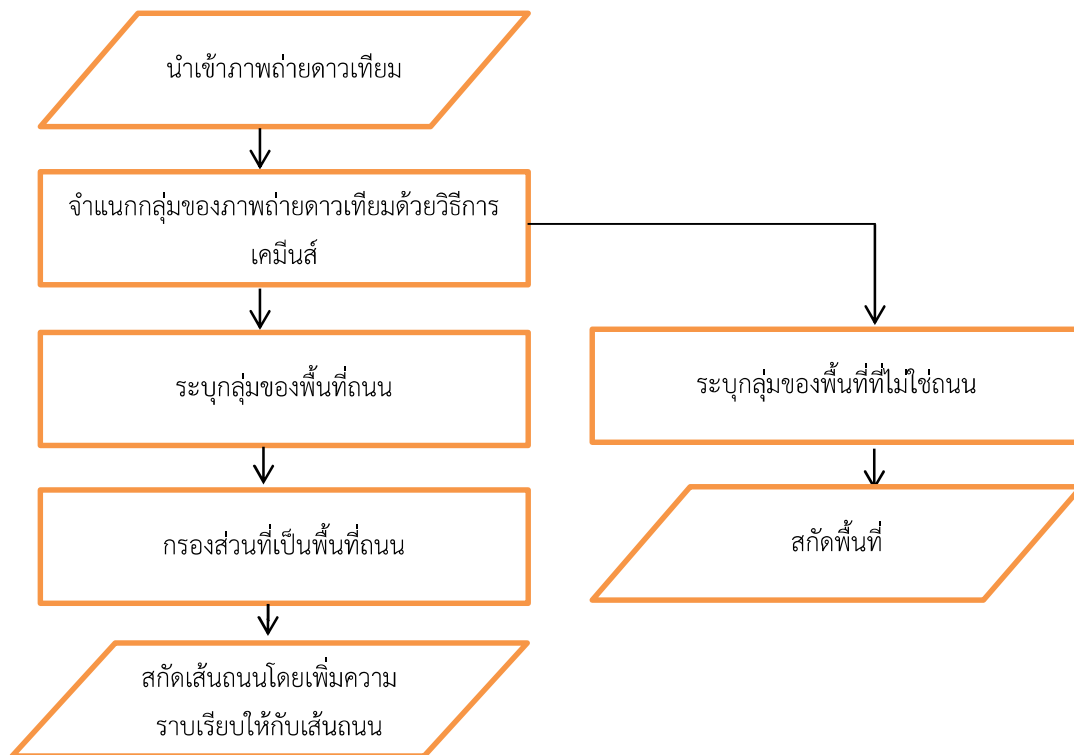 นำเข้าภาพถ่ายดาวเทียม
จำแนกกลุ่มของภาพถ่ายดาวเทียมด้วยวิธีการ
เคมีนส์
ระบุกลุ่มของพื้นที่ถนน
ระบุกลุ่มของพื้นที่ที่ไม่ใช่ถนน
กรองส่วนที่เป็นพื้นที่ถนน
สกัดพื้นที่
สกัดเส้นถนนโดยเพิ่มความ
ราบเรียบให้กับเส้นถนน